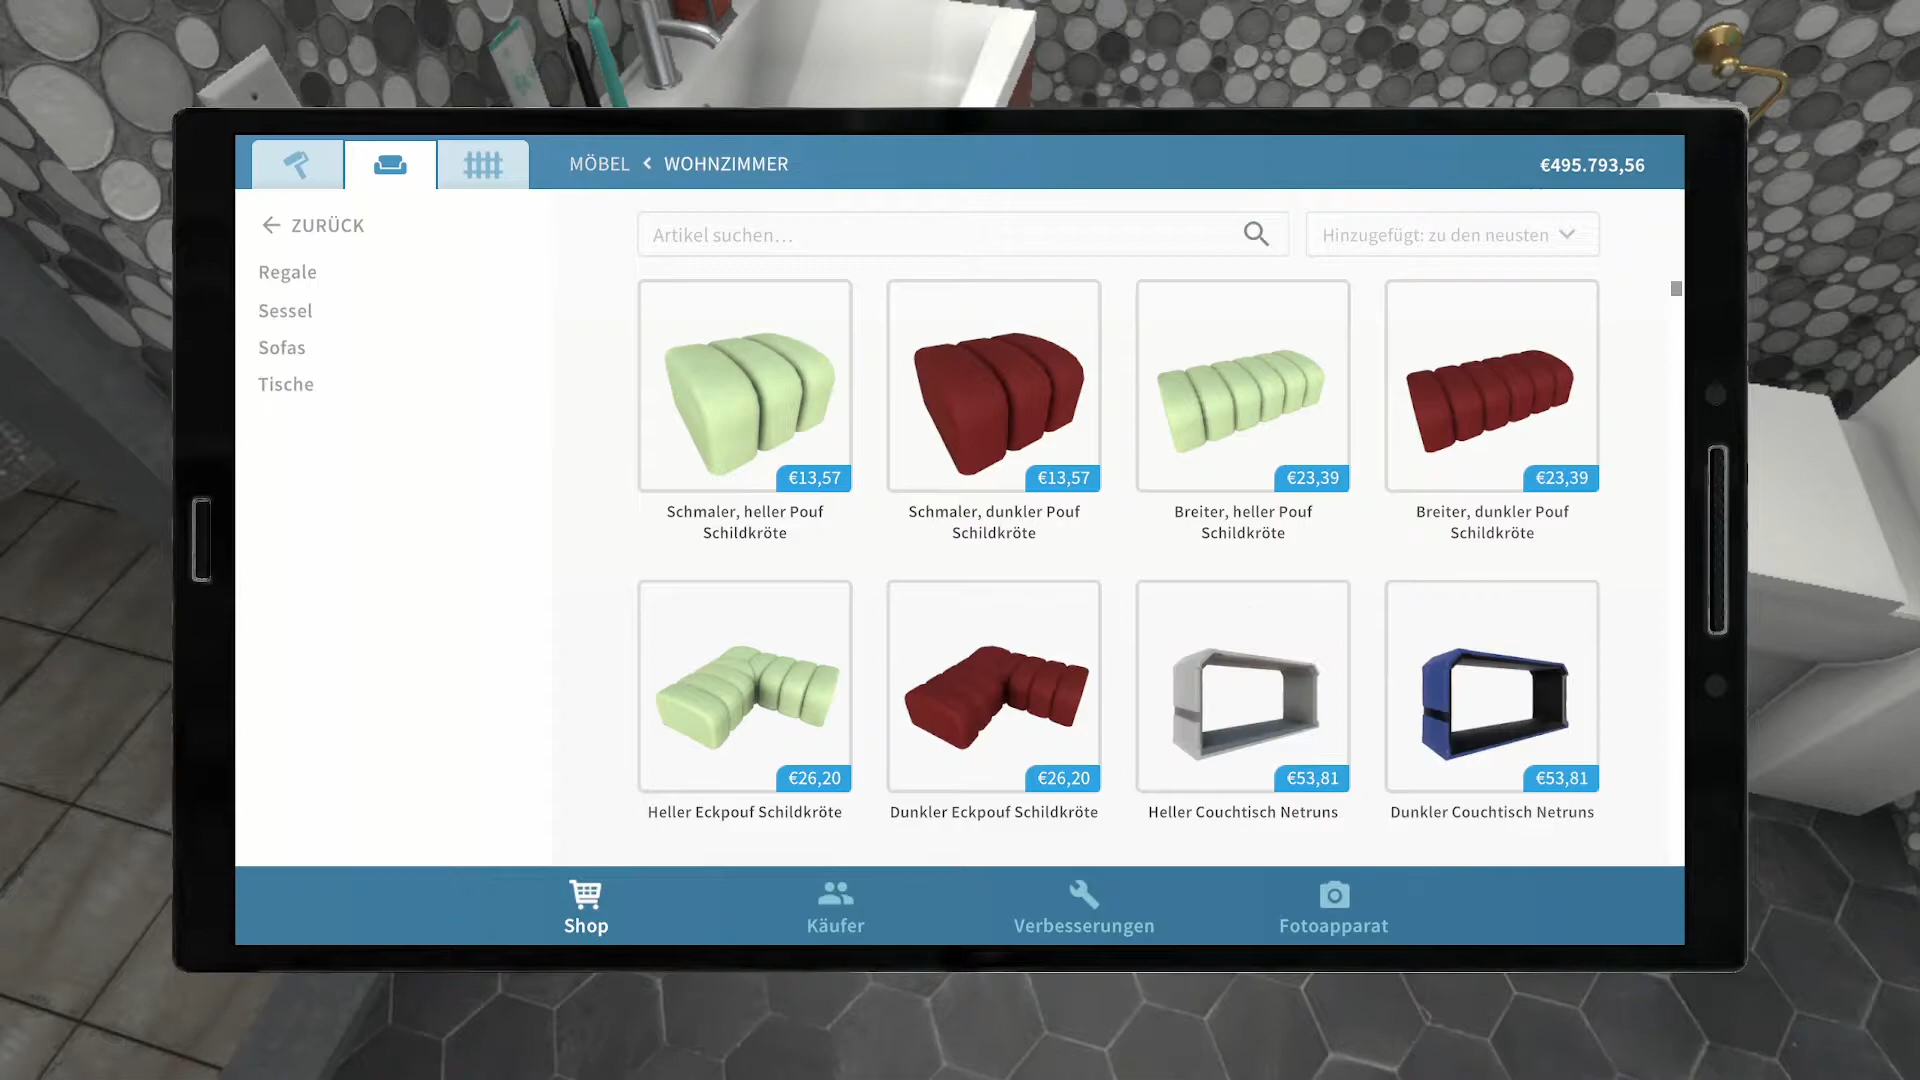 MÖBEL < WOHNZIMMER
€495.793,56
ZURÜCK
Regale
Sessel
Sofas
Tische
Artikel suchen...
Hinzugefügt: zu den neusten
€13,57
€13,57
€23,39
€23,39
Schmaler, heller Pouf
Schildkröte
Schmaler, dunkler Pouf
Schildkröte
Breiter, heller Pouf
Schildkröte
Breiter, dunkler Pouf
Schildkröte
€26,20
€26,20
€53,81
€53,81
Heller Eckpouf Schildkröte
Dunkler Eckpouf Schildkröte
Heller Couchtisch Netruns
Dunkler Couchtisch Netruns
Shop
Käufer
Verbesserungen
Fotoapparat